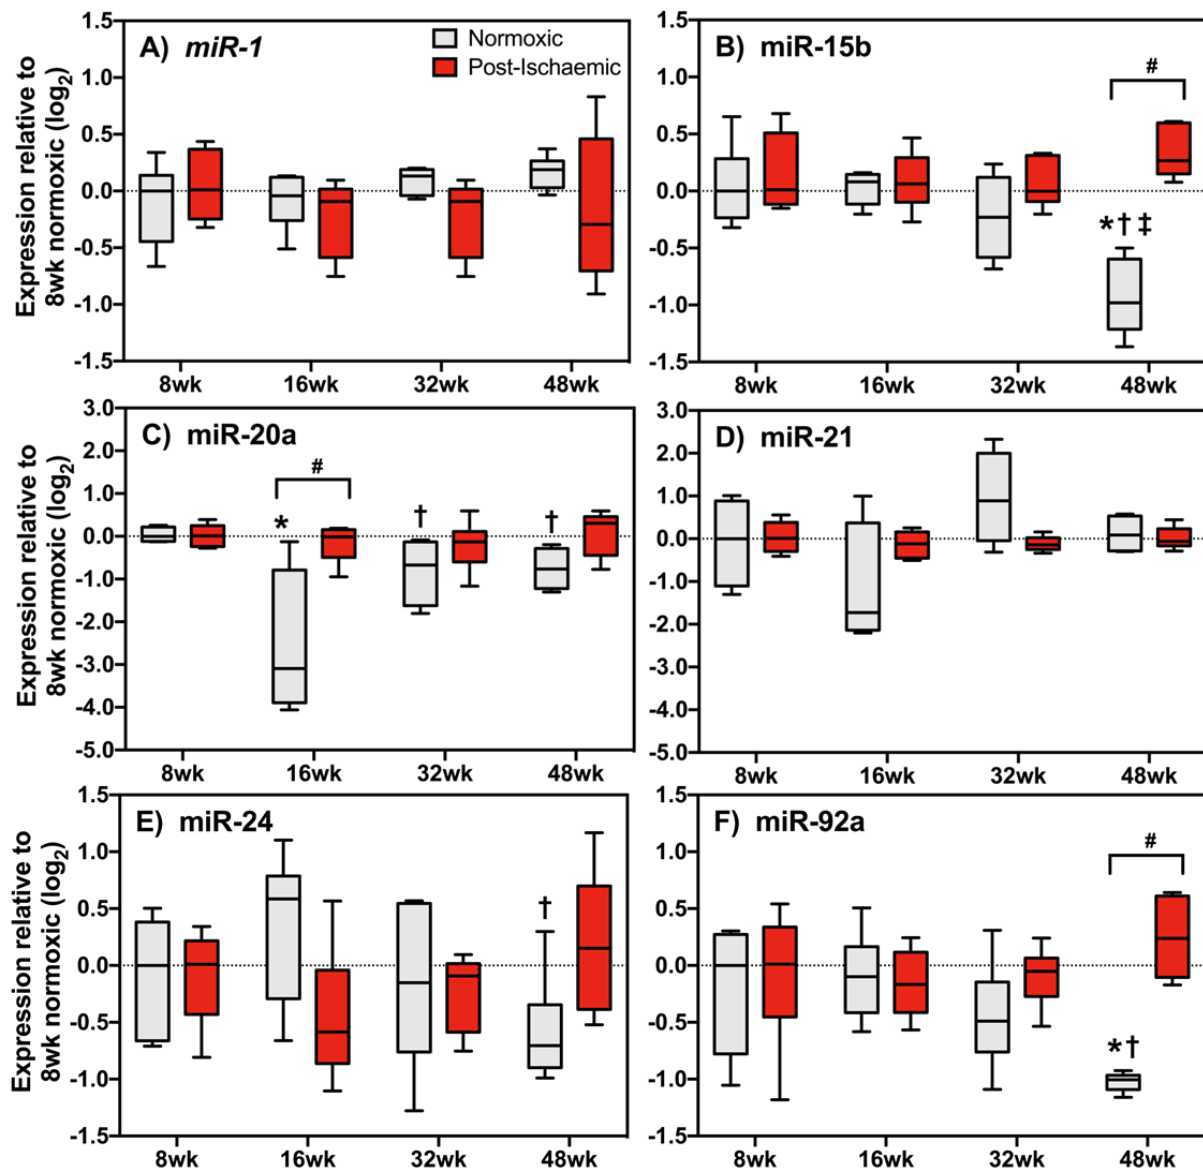 A) miR-1
Normoxic
Post-Ischaemic
Expression relative to
8wk normoxic (log2)
1.5
1.0
0.5
0.0
-0.5
-1.0
-1.5
8wk 16wk 32wk 48wk
B) miR-15b
#
*†‡
1.5
1.0
0.5
0.0
-0.5
-1.0
-1.5
8wk 16wk 32wk 48wk
C) miR-20a
#
* † †
Expression relative to
8wk normoxic (log2)
3.0
2.0
1.0
0.0
-1.0
-2.0
-3.0
-4.0
-5.0
8wk 16wk 32wk 48wk
D) miR-21
3.0
2.0
1.0
0.0
-1.0
-2.0
-3.0
-4.0
-5.0
8wk 16wk 32wk 48wk
E) miR-24
†
Expression relative to
8wk normoxic (log2)
1.5
1.0
0.5
0.0
-0.5
-1.0
-1.5
8wk 16wk 32wk 48wk
F) miR-92a
#
*†
1.5
1.0
0.5
0.0
-0.5
-1.0
-1.5
8wk 16wk 32wk 48wk